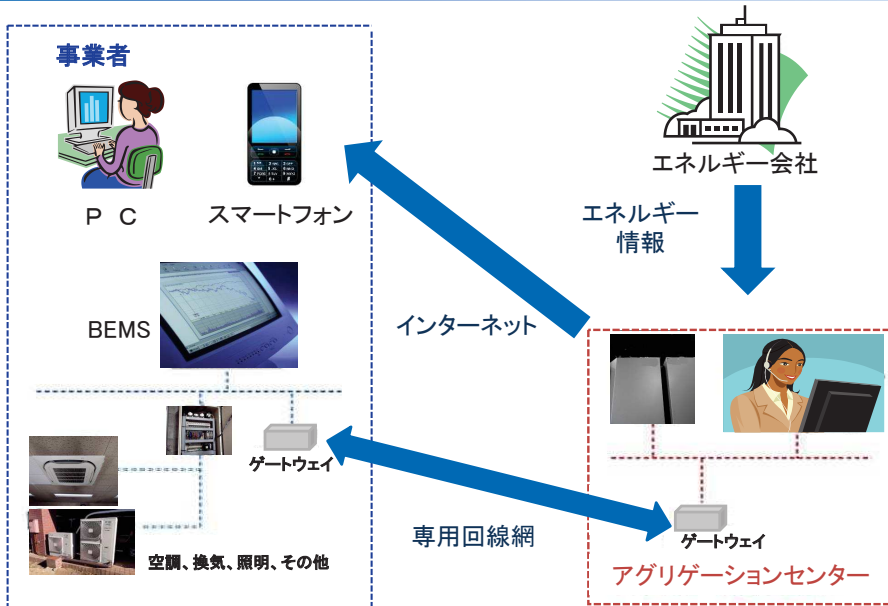 事業者
P C
スマートフォン
エネルギー会社
エネルギー
情報
BEMS
インターネット
ゲートウェイ
専用回線網
ゲートウェイ
空調、換気、照明、その他
アグリゲーションセンター